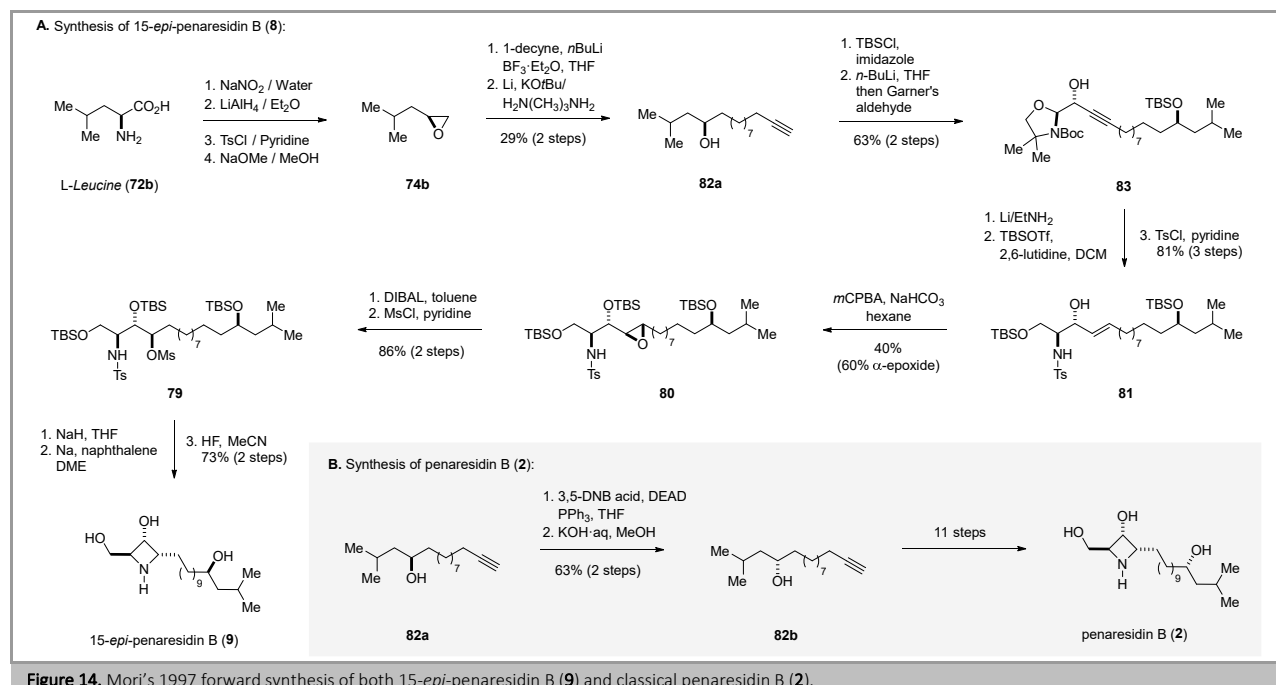 A. Synthesis of 15-epi-penaresidin B (8):
Me
Me
CO2H
NH2
L-Leucine (72b)
1. NaNO2 / Water
2. LiAlH4 / Et2O
3. TsCl / Pyridine
4. NaOMe / MeOH
Me
Me
O
74b
1. 1-decyne, nBuLi
BF3·Et2O, THF
2. Li, KOtBu/
H2N(CH3)3NH2
29% (2 steps)
Me
Me
OH
7
82a
1. TBSCl,
imidazole
2. n-BuLi, THF
then Garner's
aldehyde
63% (2 steps)
OH
O
NBoc
Me
Me
7
TBSO
Me
Me
83
1. Li/EtNH2
2. TBSOTf,
2,6-lutidine, DCM
3. TsCl, pyridine
81% (3 steps)
OH
TBSO
Me
TBSO
7
Me
NH
Ts
81
mCPBA, NaHCO3
hexane
40%
(60% α-epoxide)
OTBS
TBSO
Me
TBSO
7
Me
NH
O
Ts
80
1. DIBAL, toluene
2. MsCl, pyridine
86% (2 steps)
OTBS
TBSO
Me
TBSO
7
Me
NH
OMs
Ts
79
1. NaH, THF
2. Na, naphthalene
DME
3. HF, MeCN
73% (2 steps)
OH
HO
OH
N
H
9
Me
Me
15-epi-penaresidin B (9)
B. Synthesis of penaresidin B (2):
Me
Me
OH
7
82a
1. 3,5-DNB acid, DEAD
PPh3, THF
2. KOH·aq, MeOH
63% (2 steps)
Me
Me
OH
7
82b
11 steps
OH
HO
OH
N
H
9
Me
Me
penaresidin B (2)
Figure 14. Mori's 1997 forward synthesis of both 15-epi-penaresidin B (9) and classical penaresidin B (2).